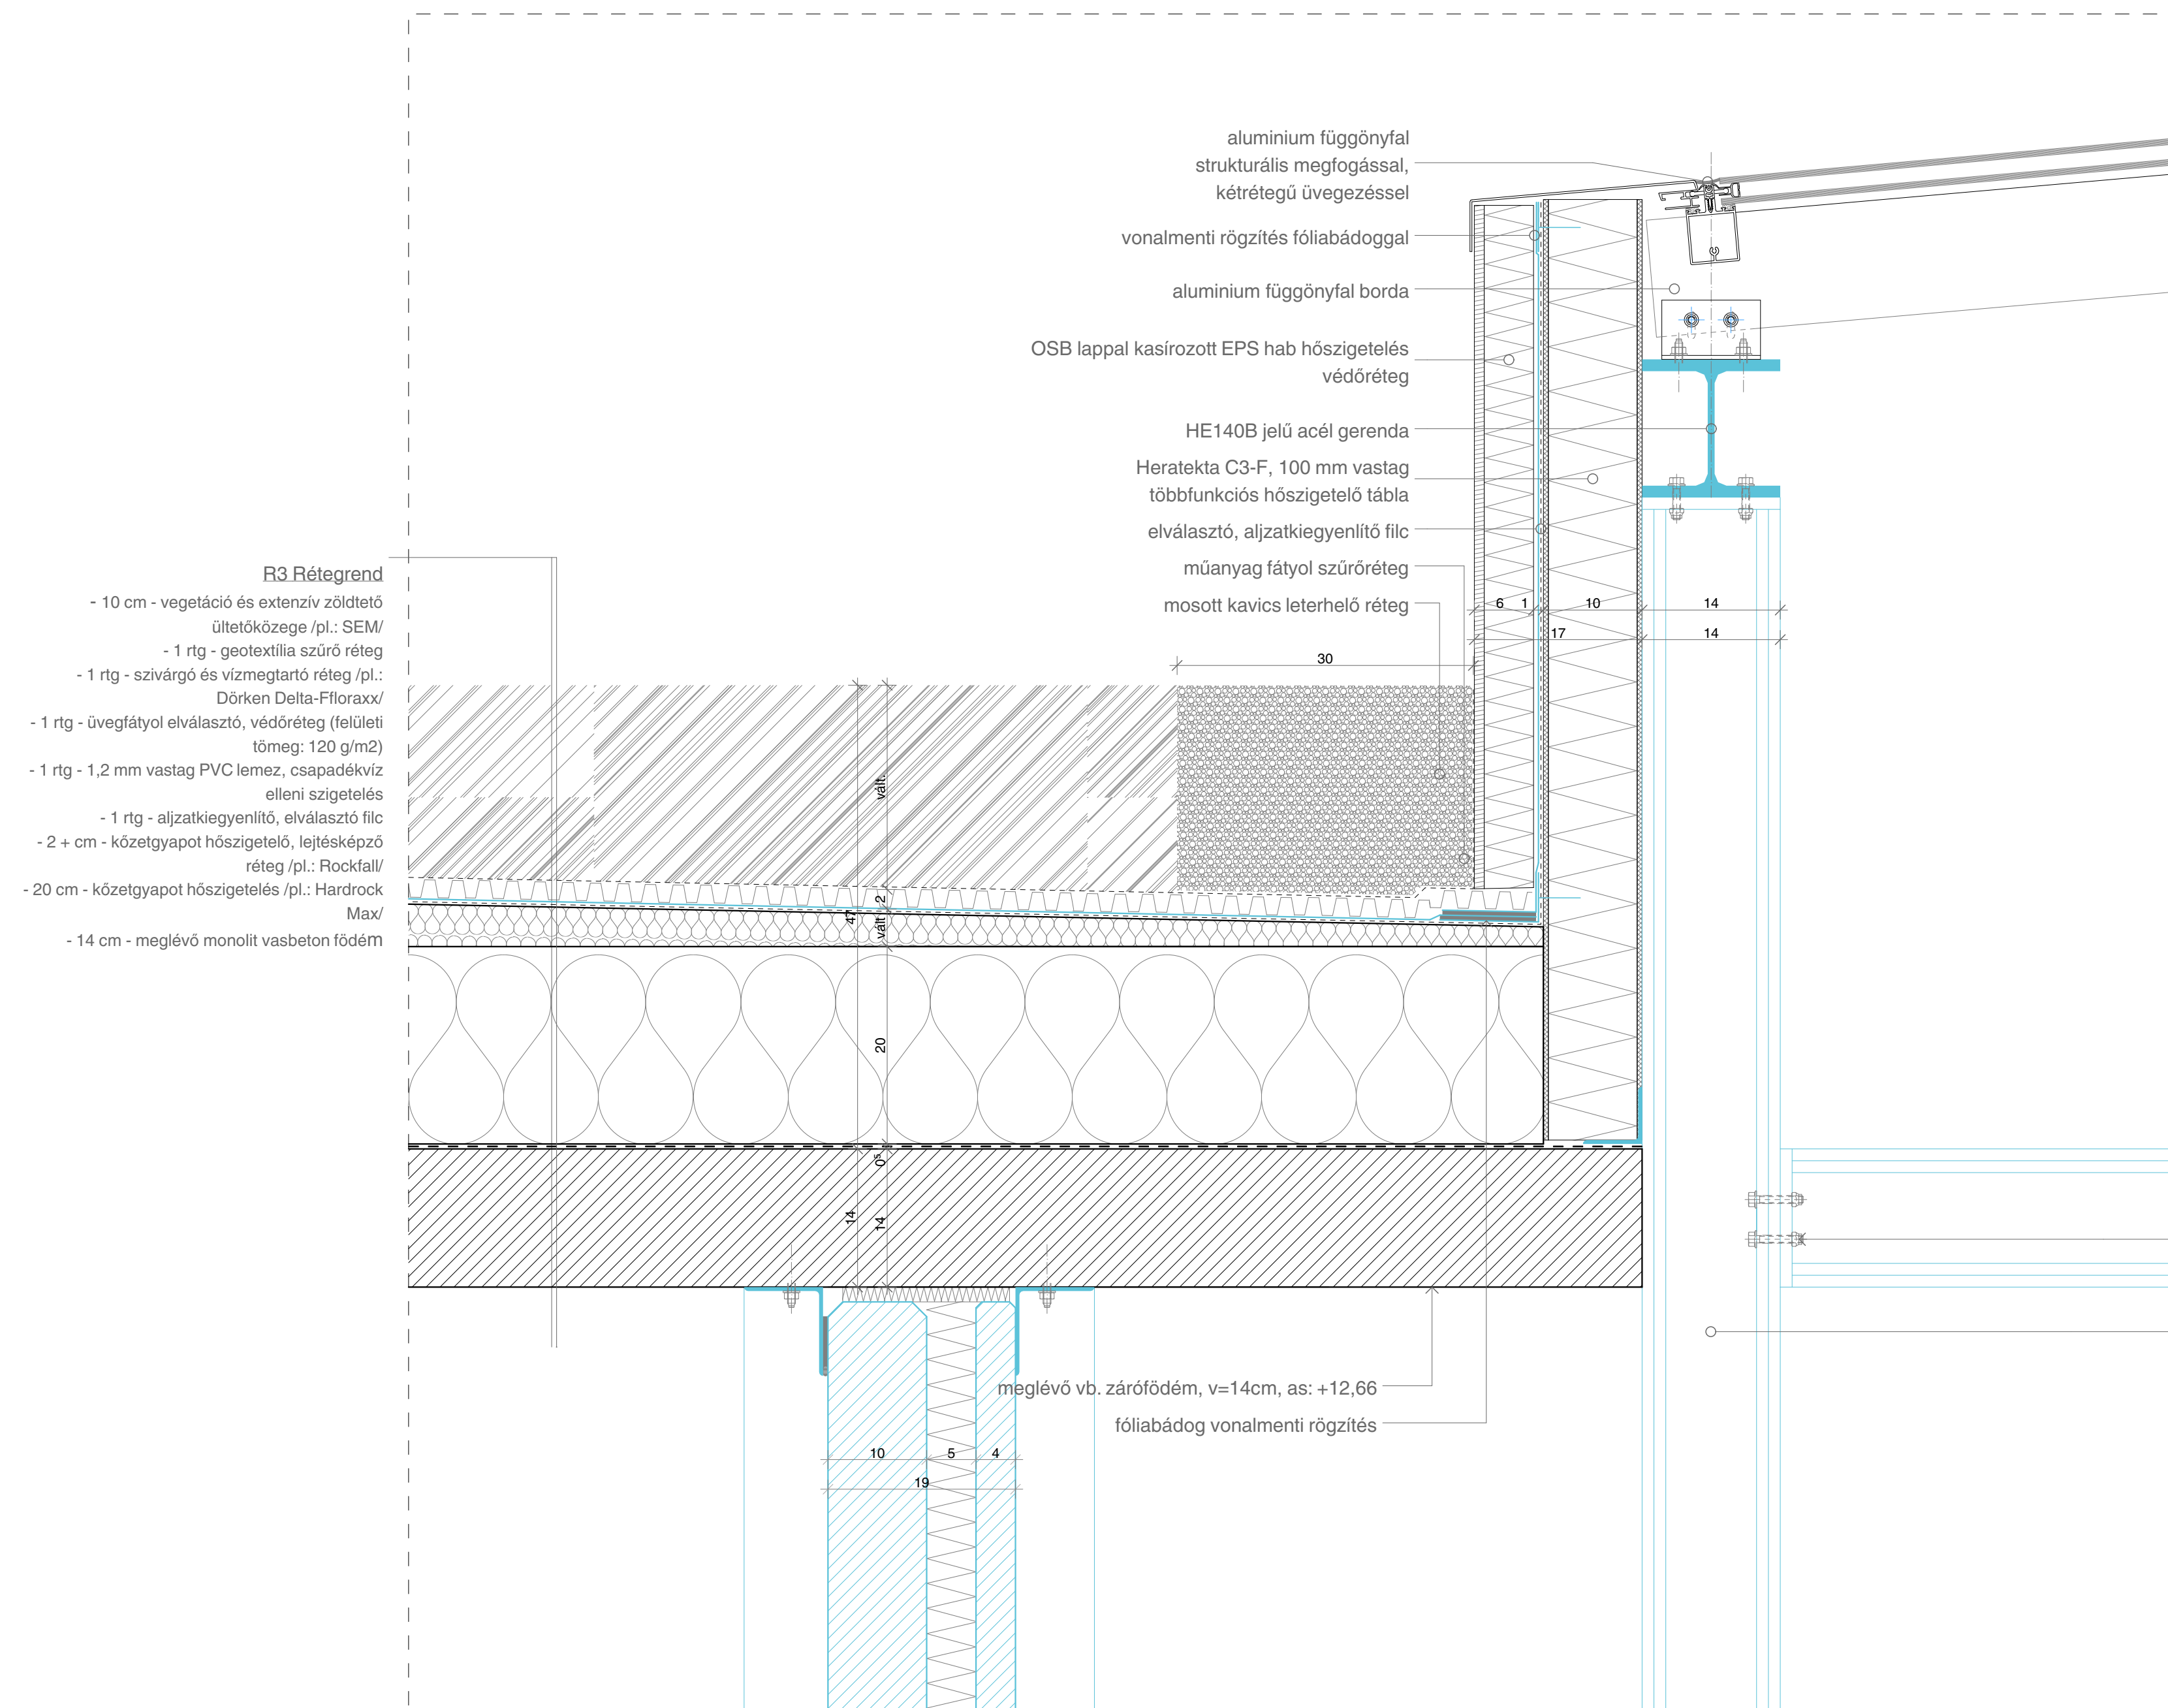 aluminium függönyfal
strukturális megfogással,
kétrétegű üvegezéssel
vonalmenti rögzítés fóliabádoggal
aluminium függönyfal borda
OSB lappal kasírozott EPS hab hőszigetelés
védőréteg
HE140B jelű acél gerenda
Heratekta C3-F, 100 mm vastag
többfunkciós hőszigetelő tábla
elválasztó, aljzatkiegyenlítő filc
műanyag fátyol szűrőréteg
mosott kavics leterhelő réteg
R3 Rétegrend
- 10 cm - vegetáció és extenzív zöldtető
ültetőközege /pl.: SEM/
- 1 rtg - geotextília szűrő réteg
- 1 rtg - szivárgó és vízmegtartó réteg /pl.:
Dörken Delta-Ffloraxx/
- 1 rtg - üvegfátyol elválasztó, védőréteg (felületi
tömeg: 120 g/m2)
- 1 rtg - 1,2 mm vastag PVC lemez, csapadékvíz
elleni szigetelés
- 1 rtg - aljzatkiegyenlítő, elválasztó filc
- 2 + cm - kőzetgyapot hőszigetelő, lejtésképző
réteg /pl.: Rockfall/
- 20 cm - kőzetgyapot hőszigetelés /pl.: Hardrock
Max/
- 14 cm - meglévő monolit vasbeton födém
6 1 10 14
17 14
30
vált.
2
47
vált
20
0⁵
14
14
meglévő vb. zárófödém, v=14cm, as: +12,66
fóliabádog vonalmenti rögzítés
10 5 4
19